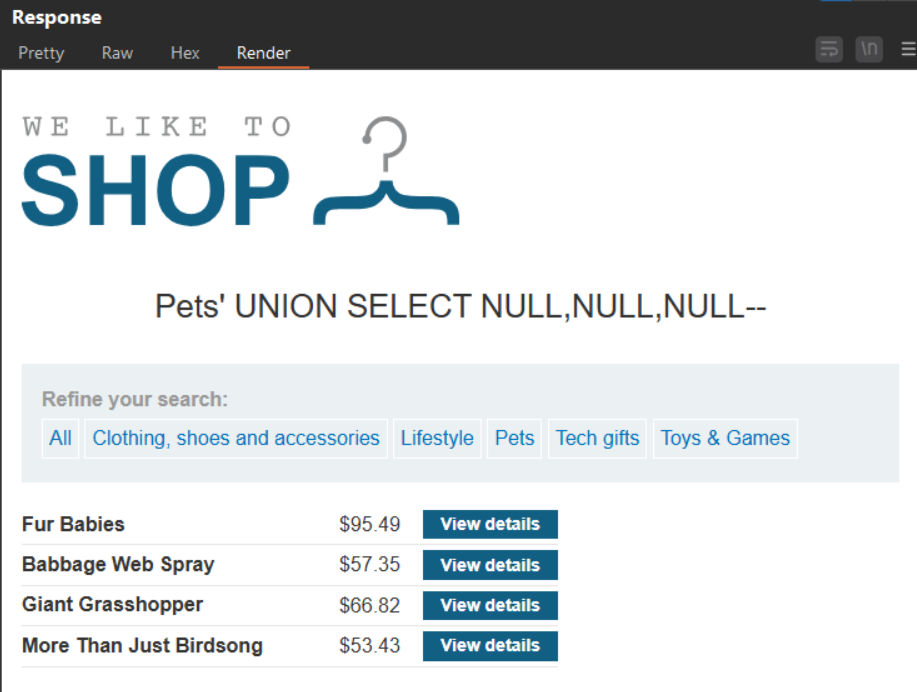 Response
Pretty Raw Hex Render \n
WE LIKE TO
SHOP
Pets' UNION SELECT NULL,NULL,NULL--
Refine your search:
All Clothing, shoes and accessories Lifestyle Pets Tech gifts Toys & Games
Fur Babies $95.49 View details
Babbage Web Spray $57.35 View details
Giant Grasshopper $66.82 View details
More Than Just Birdsong $53.43 View details